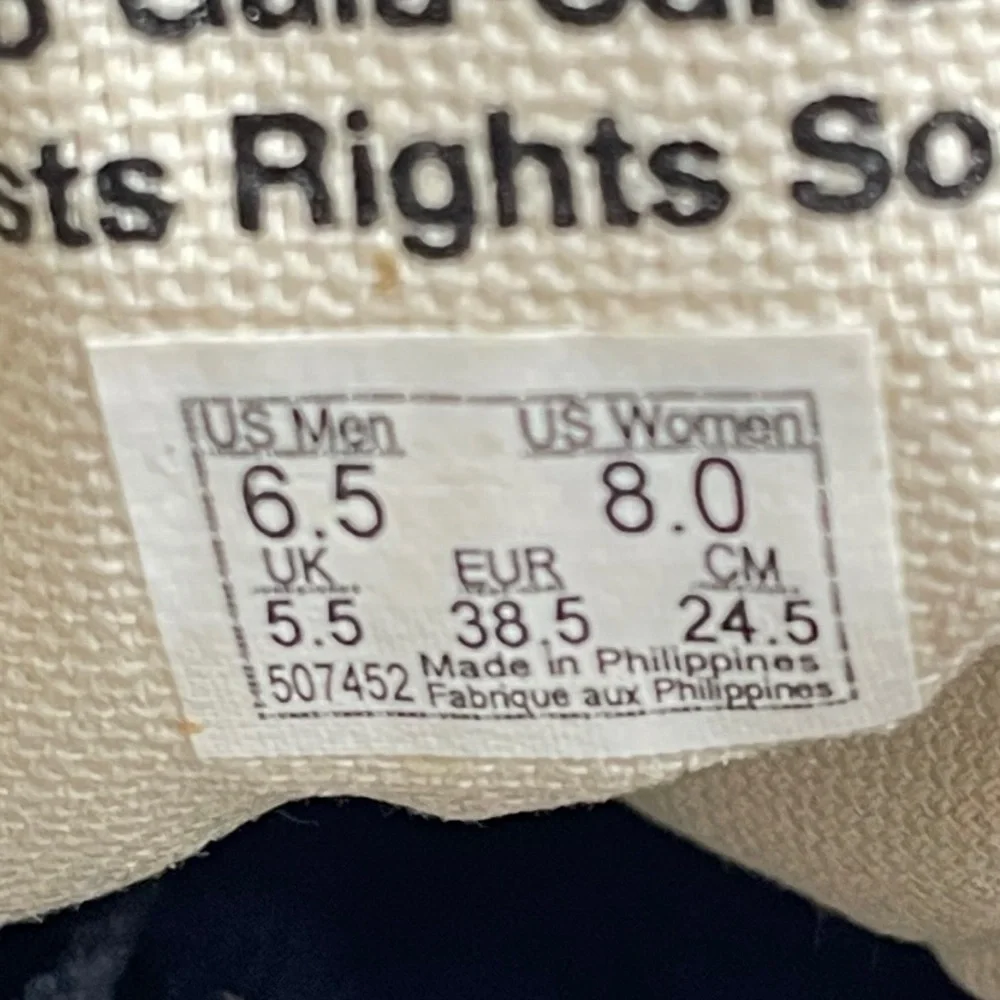 sts Rights So
US Men US Women
6.5 8.0
UK EUR CM
5.5 38.5 24.5
507452 Made in Philippines
Fabrique aux Philippines